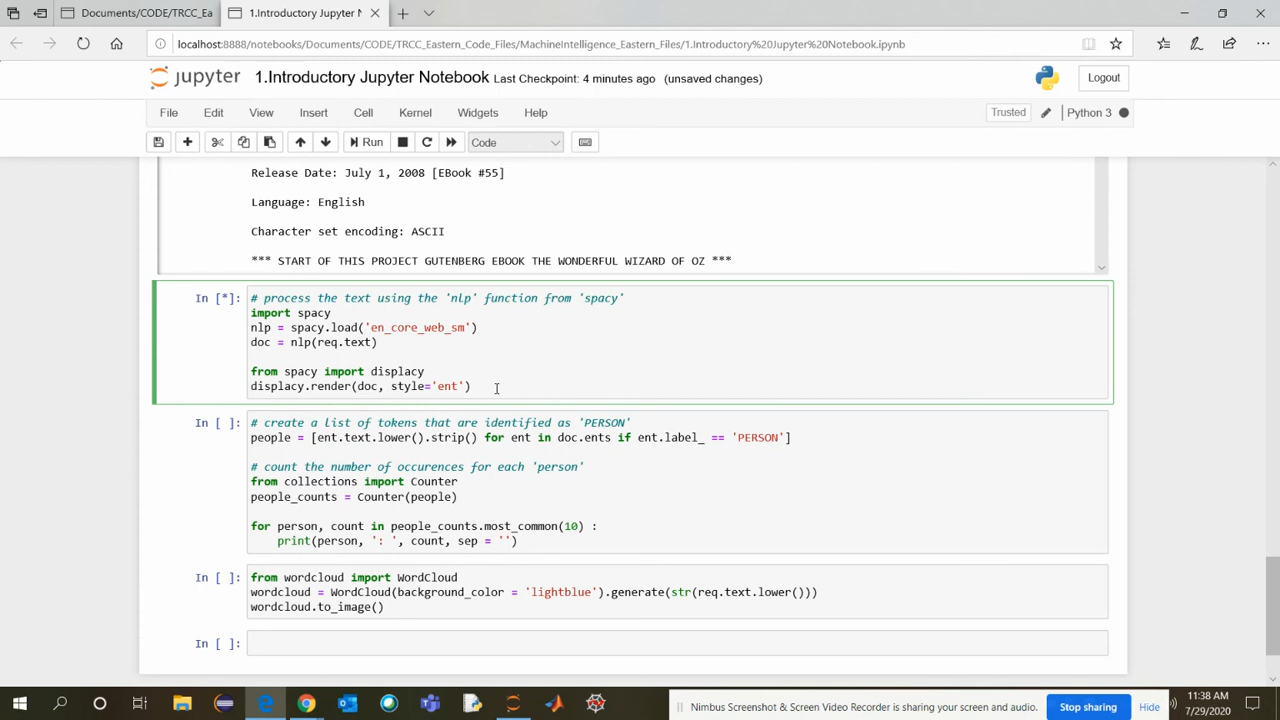 Documents/CODE/TRCC_Ea
1.Introductory Jupyter N
localhost:8888/notebooks/Documents/CODE/TRCC_Eastern_Code_Files/MachineIntelligence_Eastern_Files/1.Introductory%20Jupyter%20Notebook.ipynb
jupyter 1.Introductory Jupyter Notebook Last Checkpoint: 4 minutes ago (unsaved changes) Logout
File Edit View Insert Cell Kernel Widgets Help Trusted Python 3
Run Code
Release Date: July 1, 2008 [EBook #55]
Language: English
Character set encoding: ASCII
*** START OF THIS PROJECT GUTENBERG EBOOK THE WONDERFUL WIZARD OF OZ ***
In [*]: # process the text using the 'nlp' function from 'spacy'
import spacy
nlp = spacy.load('en_core_web_sm')
doc = nlp(req.text)
from spacy import displacy
displacy.render(doc, style='ent')
In [ ]: # create a list of tokens that are identified as 'PERSON'
people = [ent.text.lower().strip() for ent in doc.ents if ent.label_ == 'PERSON']
# count the number of occurences for each 'person'
from collections import Counter
people_counts = Counter(people)
for person, count in people_counts.most_common(10) :
print(person, ': ', count, sep = '')
In [ ]: from wordcloud import WordCloud
wordcloud = WordCloud(background_color = 'lightblue').generate(str(req.text.lower()))
wordcloud.to_image()
In [ ]:
Nimbus Screenshot & Screen Video Recorder is sharing your screen and audio. Stop sharing Hide
11:38 AM
7/29/2020